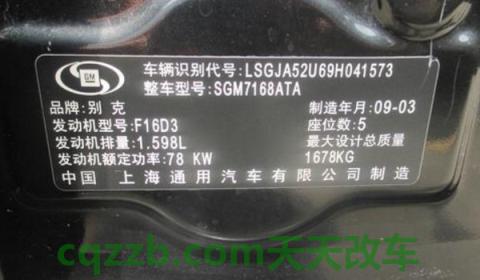 GM
车辆识别代号:LSGJA52U69H041573
整车型号:SGM7168ATA
品牌:别克 制造年月:09-03
发动机型号:F16D3 座位数:5
发动机排量:1.598L 最大设计总质量
发动机额定功率:78 KW 1678KG
中国 上海通用汽车有限公司制造
cqzzb.com天天改车